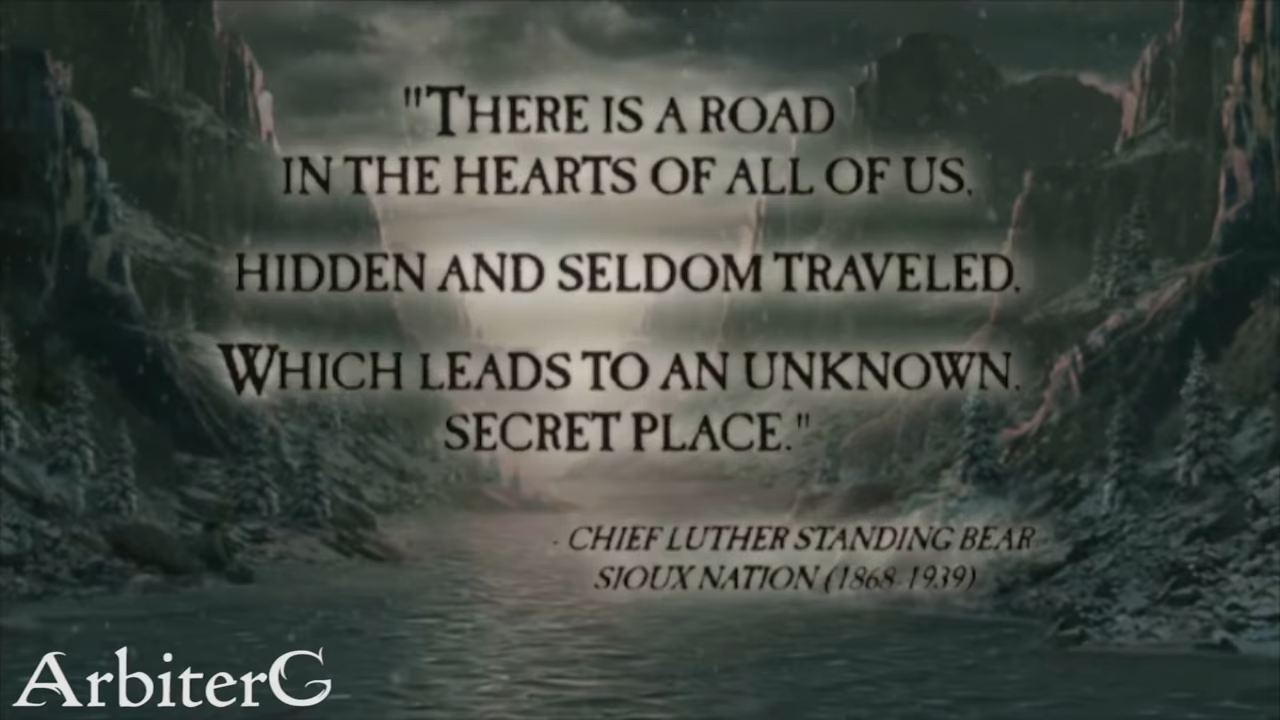 "THERE IS A ROAD
IN THE HEARTS OF ALL OF US,
HIDDEN AND SELDOM TRAVELED,
WHICH LEADS TO AN UNKNOWN,
SECRET PLACE."
- CHIEF LUTHER STANDING BEAR
SIOUX NATION (1868-1939)
ArbiterG